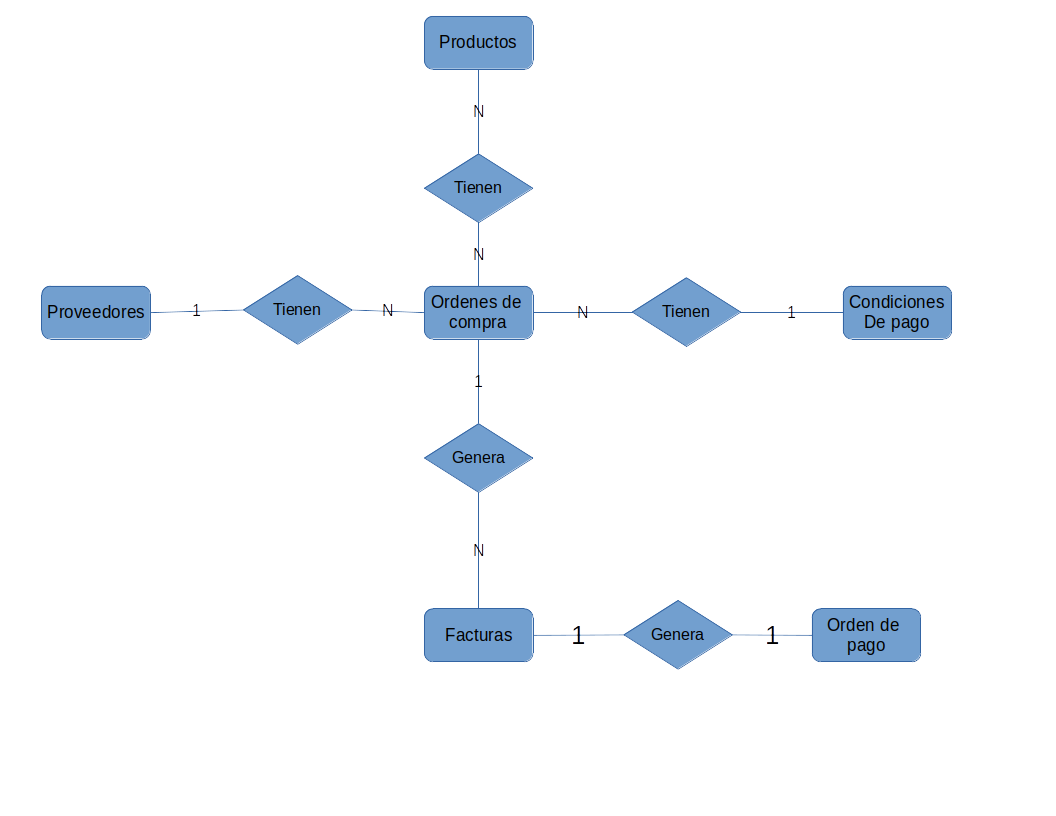 Productos
N
Tienen
N
Proveedores
1
Tienen
N
Ordenes de
compra
N
Tienen
1
Condiciones
De pago
1
Genera
N
Facturas
1
Genera
1
Orden de
pago